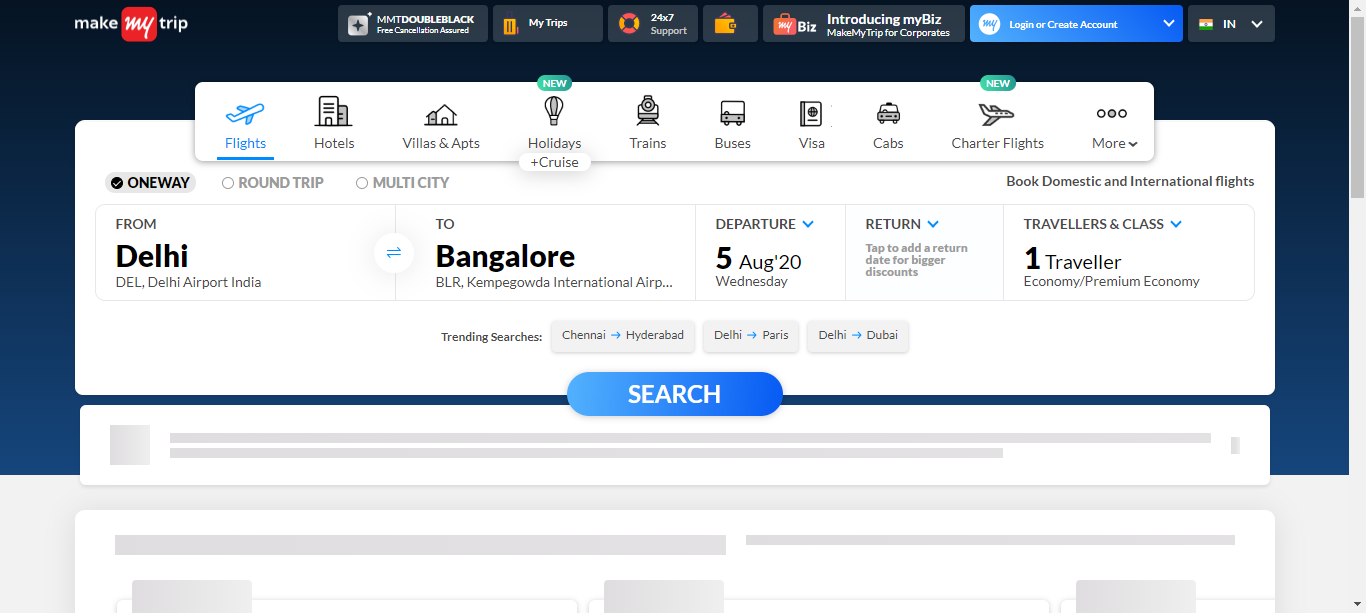 make my trip
MMTDOUBLEBLACK
Free Cancellation Assured
My Trips
24x7
Support
my Biz
Introducing myBiz
MakeMyTrip for Corporates
my
Login or Create Account
IN
NEW
NEW
Flights
Hotels
Villas & Apts
Holidays
Trains
Buses
Visa
Cabs
Charter Flights
More
+Cruise
ONEWAY
ROUND TRIP
MULTI CITY
Book Domestic and International flights
FROM
Delhi
DEL, Delhi Airport India
TO
Bangalore
BLR, Kempegowda International Airp...
DEPARTURE
5 Aug'20
Wednesday
RETURN
Tap to add a return
date for bigger
discounts
TRAVELLERS & CLASS
1 Traveller
Economy/Premium Economy
Trending Searches:
Chennai → Hyderabad
Delhi → Paris
Delhi → Dubai
SEARCH